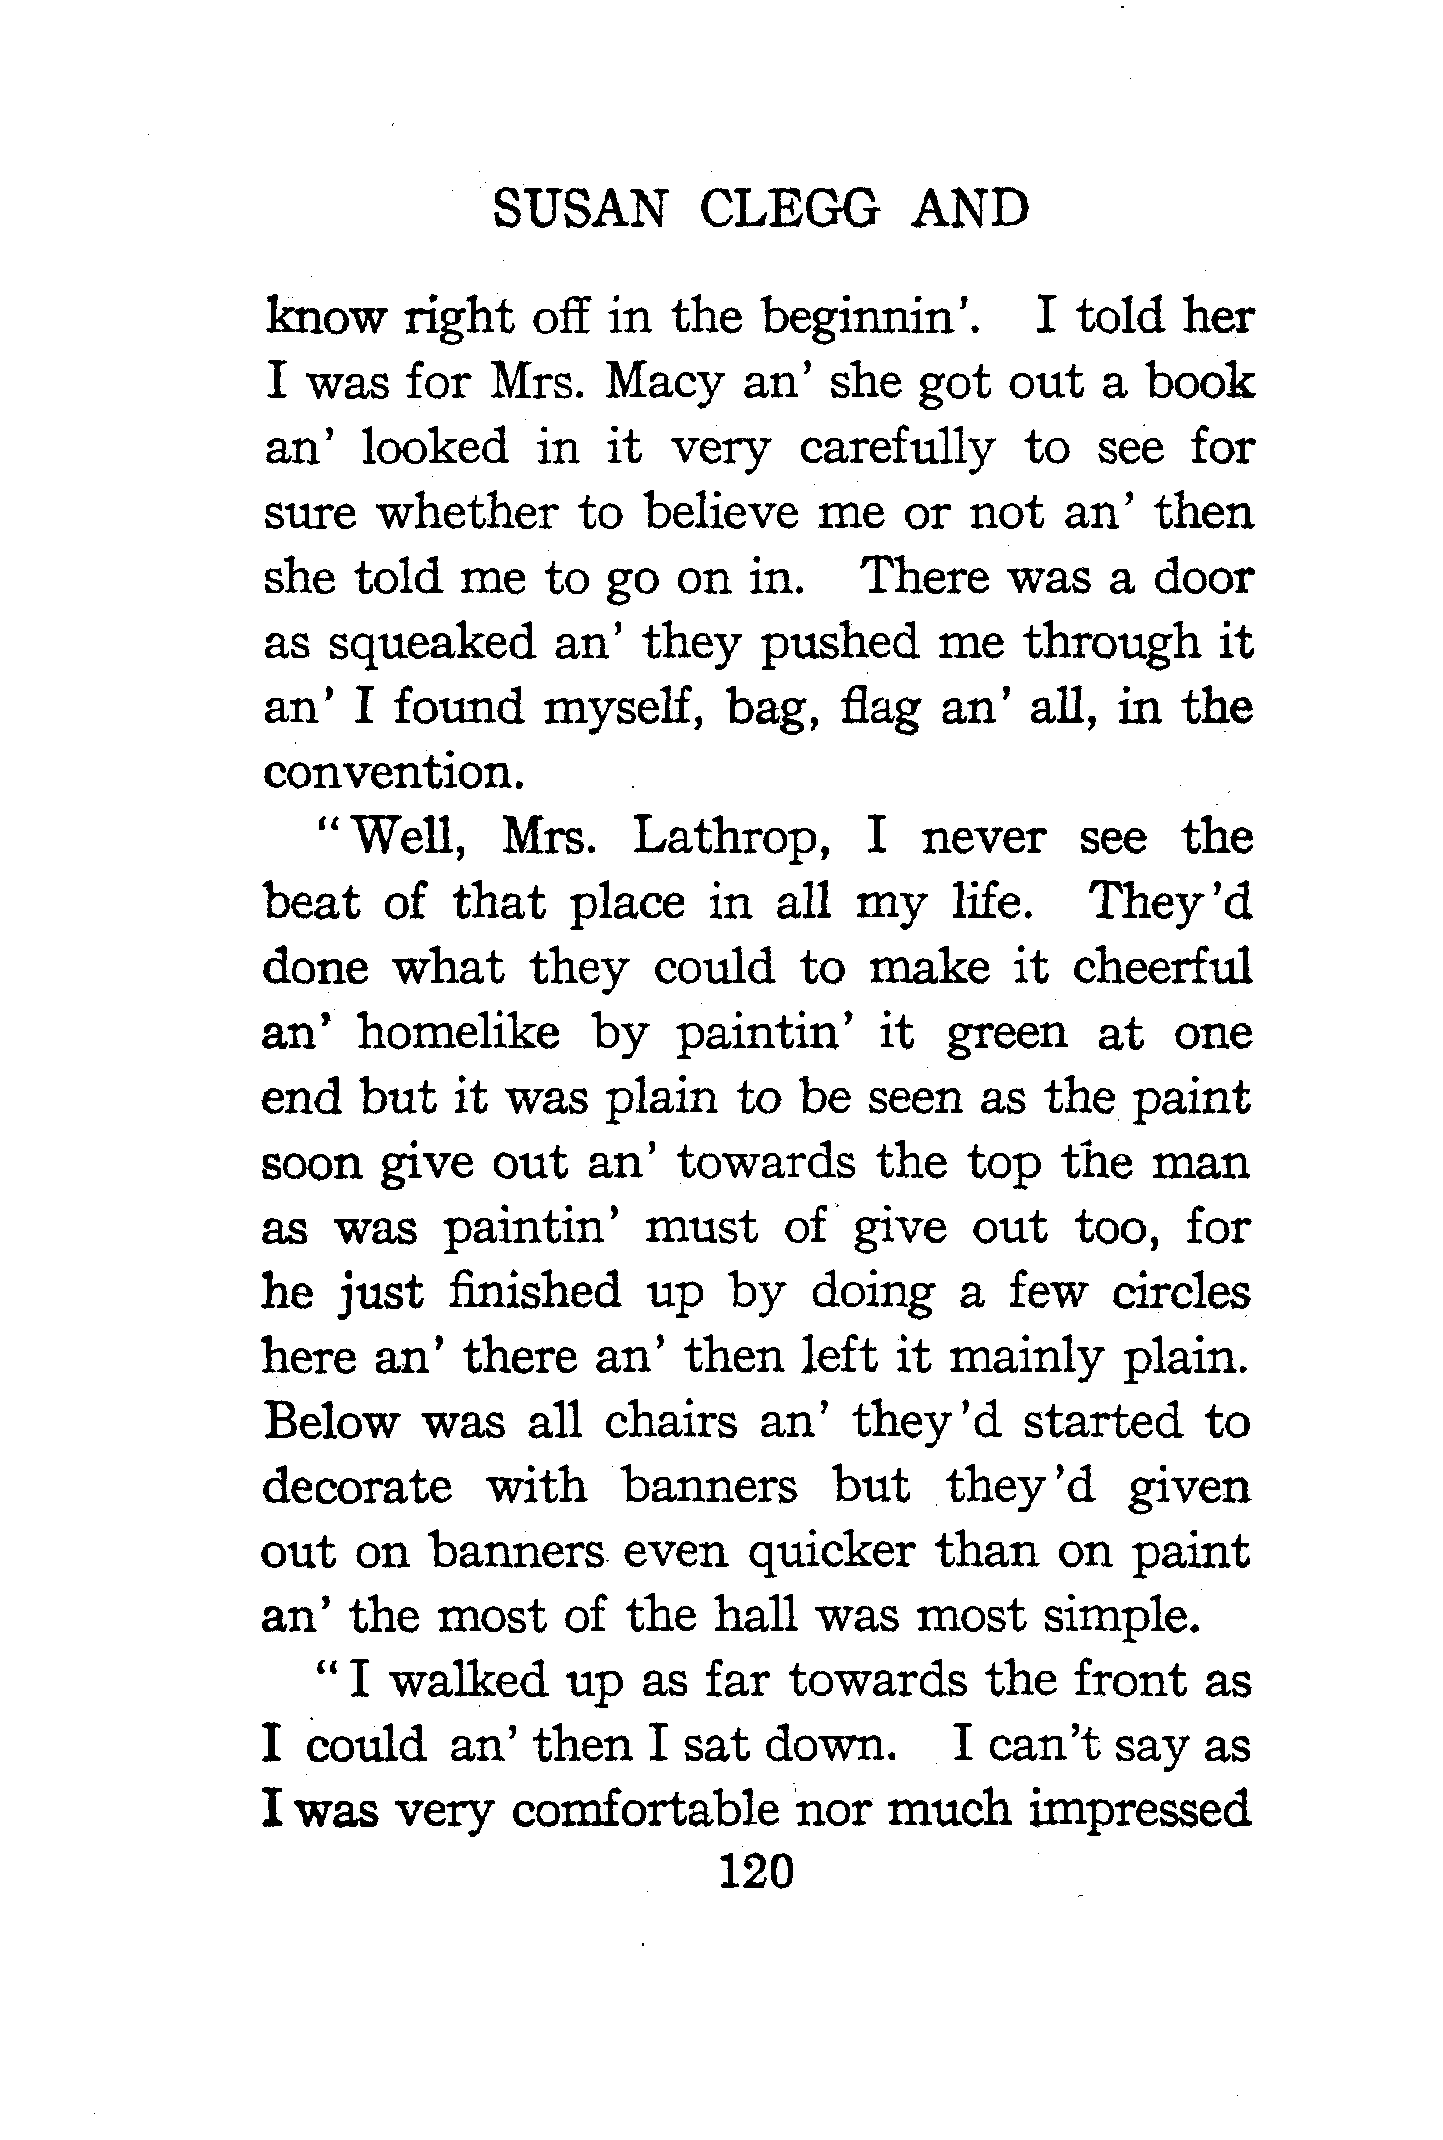 SUSAN CLEGG AND
know right off in the beginnin'. I told her
I was for Mrs. Macy an' she got out a book
an' looked in it very carefully to see for
sure whether to believe me or not an' then
she told me to go on in. There was a door
as squeaked an' they pushed me through it
an' I found myself, bag, flag an' all, in the
convention.
"Well, Mrs. Lathrop, I never see the
beat of that place in all my life. They'd
done what they could to make it cheerful
an' homelike by paintin' it green at one
end but it was plain to be seen as the paint
soon give out an' towards the top the man
as was paintin' must of give out too, for
he just finished up by doing a few circles
here an' there an' then left it mainly plain.
Below was all chairs an' they'd started to
decorate with banners but they'd given
out on banners even quicker than on paint
an' the most of the hall was most simple.
"I walked up as far towards the front as
I could an' then I sat down. I can't say as
I was very comfortable nor much impressed
120